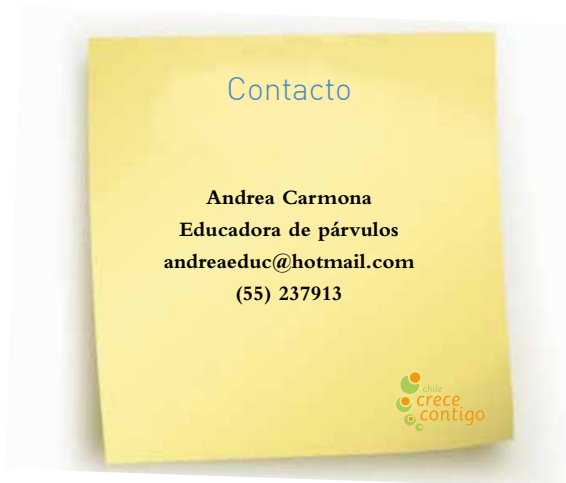 Contacto
Andrea Carmona
Educadora de párvulos
andreaeduc@hotmail.com
(55) 237913
chile
crece
contigo